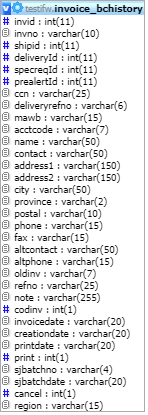 testifw.invoice_bchistory
invid : int(11)
invno : varchar(10)
shipid : int(11)
deliveryId : int(11)
specreqId : int(11)
prealertId : int(11)
ccn : varchar(25)
deliveryrefno : varchar(6)
mawb : varchar(15)
acctcode : varchar(7)
name : varchar(50)
contact : varchar(50)
address1 : varchar(150)
address2 : varchar(150)
city : varchar(50)
province : varchar(2)
postal : varchar(10)
phone : varchar(15)
fax : varchar(15)
altcontact : varchar(50)
altphone : varchar(15)
oldinv : varchar(7)
refno : varchar(25)
note : varchar(255)
codinv : int(1)
invoicedate : varchar(20)
creationdate : varchar(20)
printdate : varchar(20)
print : int(1)
sjbatchno : varchar(4)
sjbatchdate : varchar(20)
cancel : int(1)
region : varchar(15)